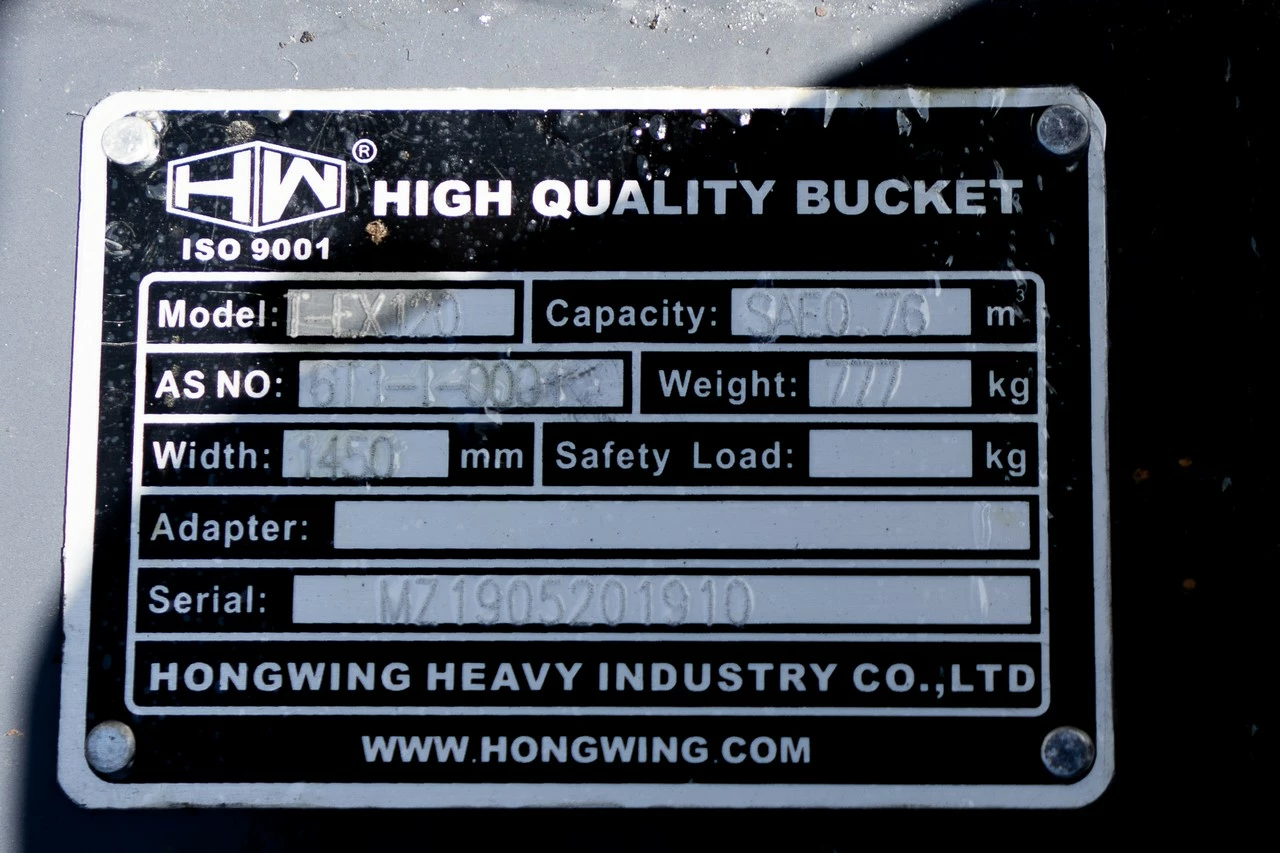 HW ®
HIGH QUALITY BUCKET
ISO 9001
Model: Capacity: SAE0.76 m3
AS NO: Weight: 777 kg
Width: 1450 mm Safety Load: kg
Adapter:
Serial: MZ1905201910
HONGWING HEAVY INDUSTRY CO.,LTD
WWW.HONGWING.COM